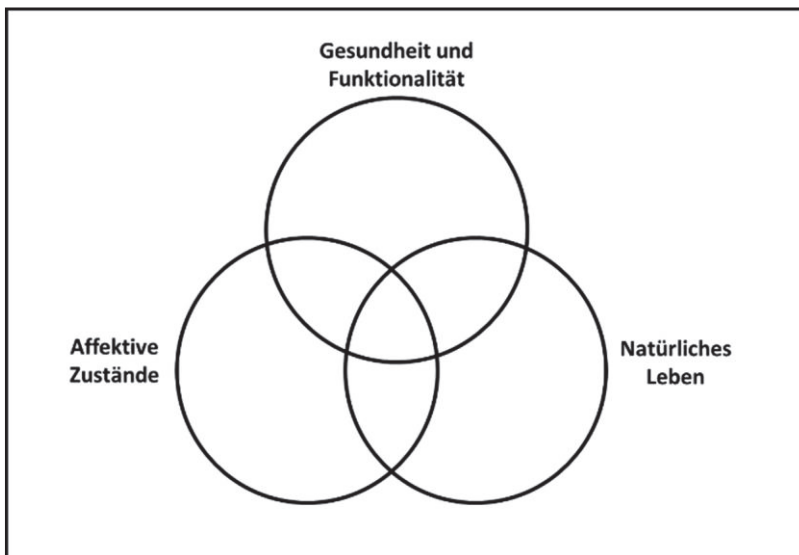 Gesundheit und
Funktionalität
Affektive
Zustände
Natürliches
Leben